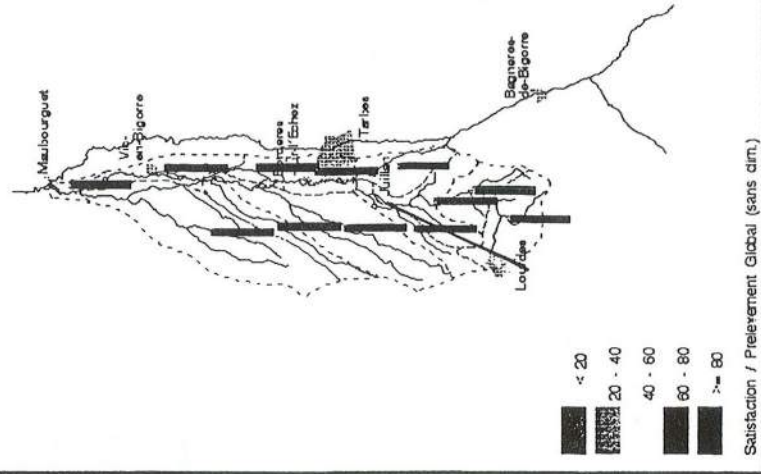 Maubourguet
Vic-
en-Bigorre
l'Echez
Tarbes
Juillan
Bagneres-
de-Bigorre
Lourdes
< 20
20 - 40
40 - 60
60 - 80
>= 80
Satisfaction / Prelevement Global (sans dim.)